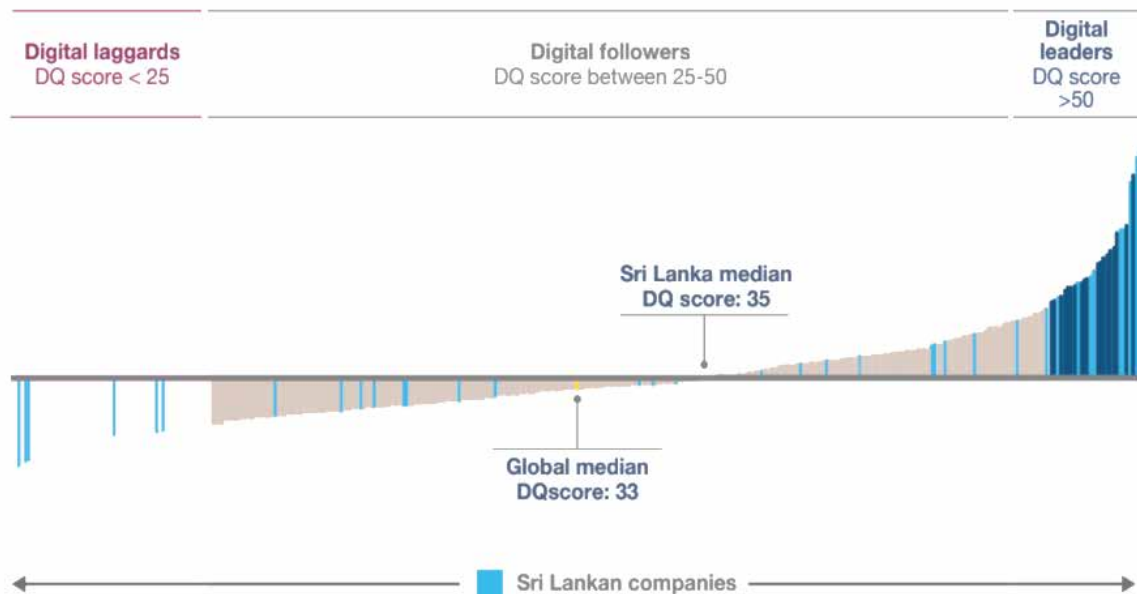 Digital laggards
DQ score < 25
Digital followers
DQ score between 25-50
Digital
leaders
DQ score
>50
Sri Lanka median
DQ score: 35
Global median
DQscore: 33
Sri Lankan companies